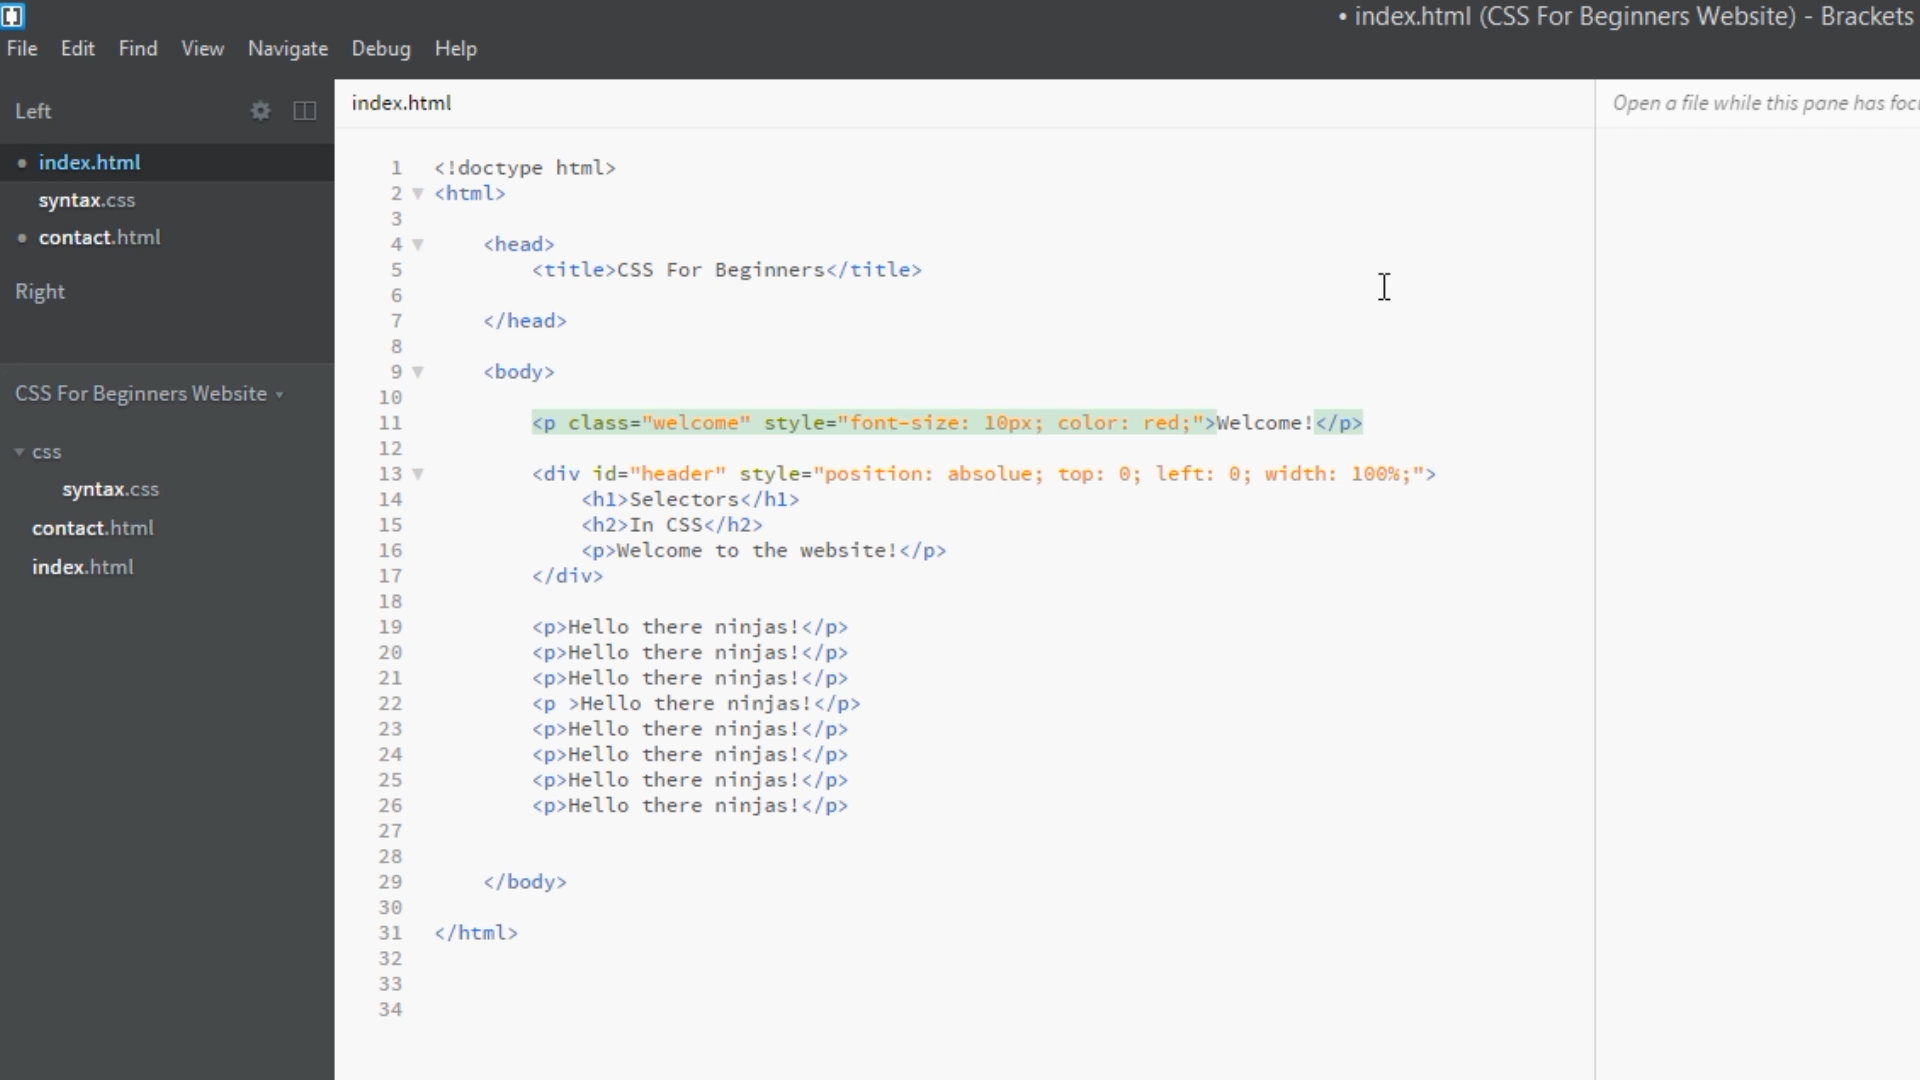 • index.html (CSS For Beginners Website) - Brackets
File Edit Find View Navigate Debug Help
Left
index.html
syntax.css
contact.html
Right
CSS For Beginners Website
css
syntax.css
contact.html
index.html
index.html
Open a file while this pane has focu
1 <!doctype html>
2 <html>
3
4 <head>
5 <title>CSS For Beginners</title>
6
7 </head>
8
9 <body>
10
11 <p class="welcome" style="font-size: 10px; color: red;">Welcome!</p>
12
13 <div id="header" style="position: absolue; top: 0; left: 0; width: 100%;">
14 <h1>Selectors</h1>
15 <h2>In CSS</h2>
16 <p>Welcome to the website!</p>
17 </div>
18
19 <p>Hello there ninjas!</p>
20 <p>Hello there ninjas!</p>
21 <p>Hello there ninjas!</p>
22 <p >Hello there ninjas!</p>
23 <p>Hello there ninjas!</p>
24 <p>Hello there ninjas!</p>
25 <p>Hello there ninjas!</p>
26 <p>Hello there ninjas!</p>
27
28
29 </body>
30
31 </html>
32
33
34